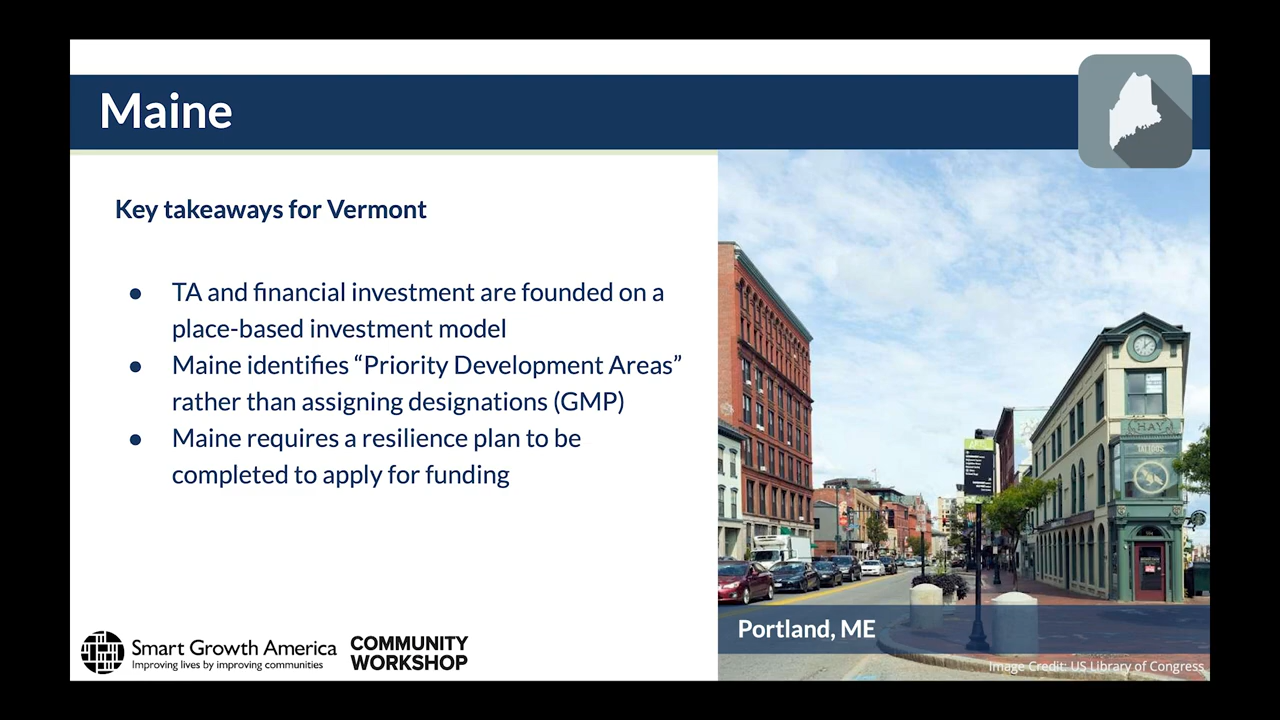 Maine
Key takeaways for Vermont
● TA and financial investment are founded on a
place-based investment model
● Maine identifies “Priority Development Areas”
rather than assigning designations (GMP)
● Maine requires a resilience plan to be
completed to apply for funding
HAY
Portland, ME
Image Credit: US Library of Congress
Smart Growth America
Improving lives by improving communities
COMMUNITY
WORKSHOP